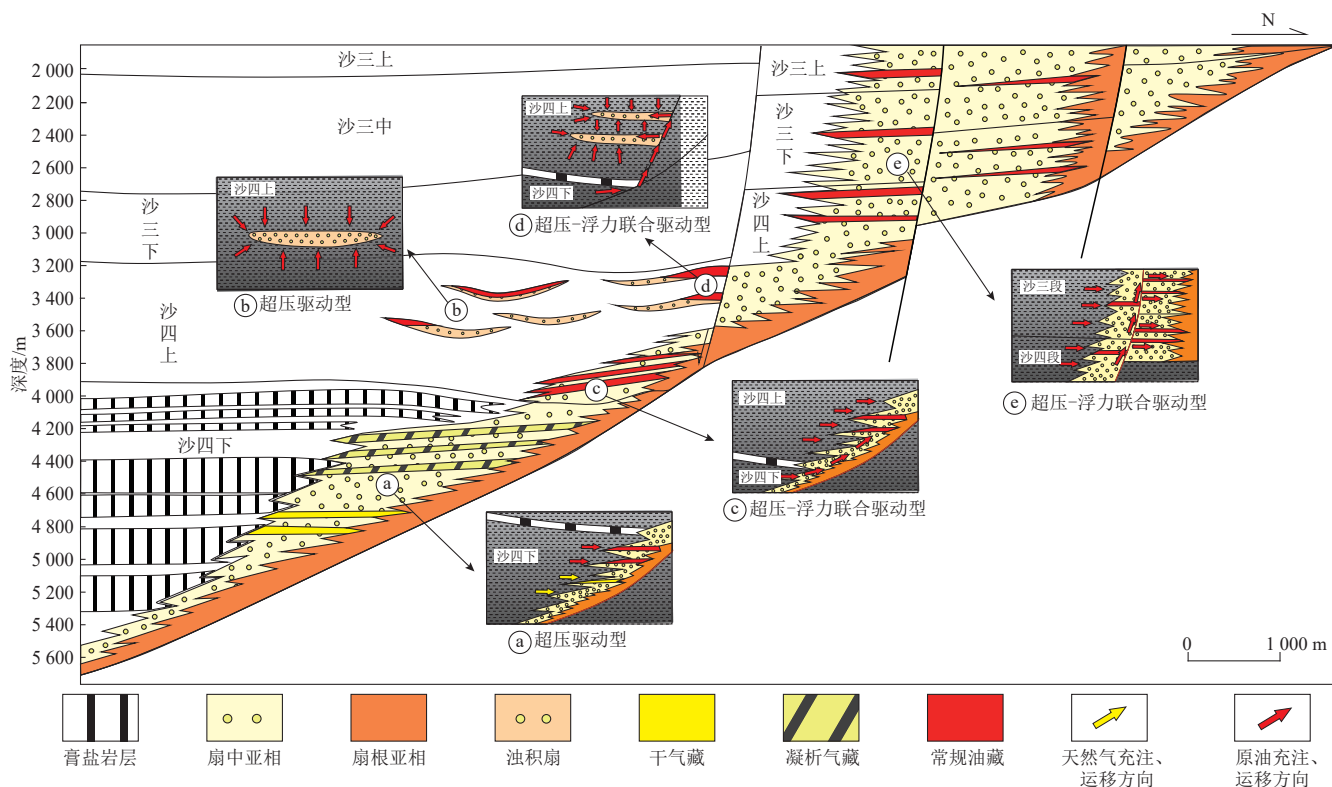 N
沙三上
沙三中
沙三下
沙四上
沙四下
沙三上
沙三下
沙四上
深度/m
2 000
2 200
2 400
2 600
2 800
3 000
3 200
3 400
3 600
3 800
4 000
4 200
4 400
4 600
4 800
5 000
5 200
5 400
5 600
沙四上
沙四下
ⓓ超压-浮力联合驱动型
沙四上
ⓑ超压驱动型
ⓑ
ⓓ
ⓔ
ⓒ
ⓐ
沙三段
沙四段
ⓔ超压-浮力联合驱动型
沙四上
沙四下
ⓒ超压-浮力联合驱动型
沙四下
ⓐ超压驱动型
0 1 000 m
膏盐岩层
扇中亚相
扇根亚相
浊积扇
干气藏
凝析气藏
常规油藏
天然气充注、
运移方向
原油充注、
运移方向